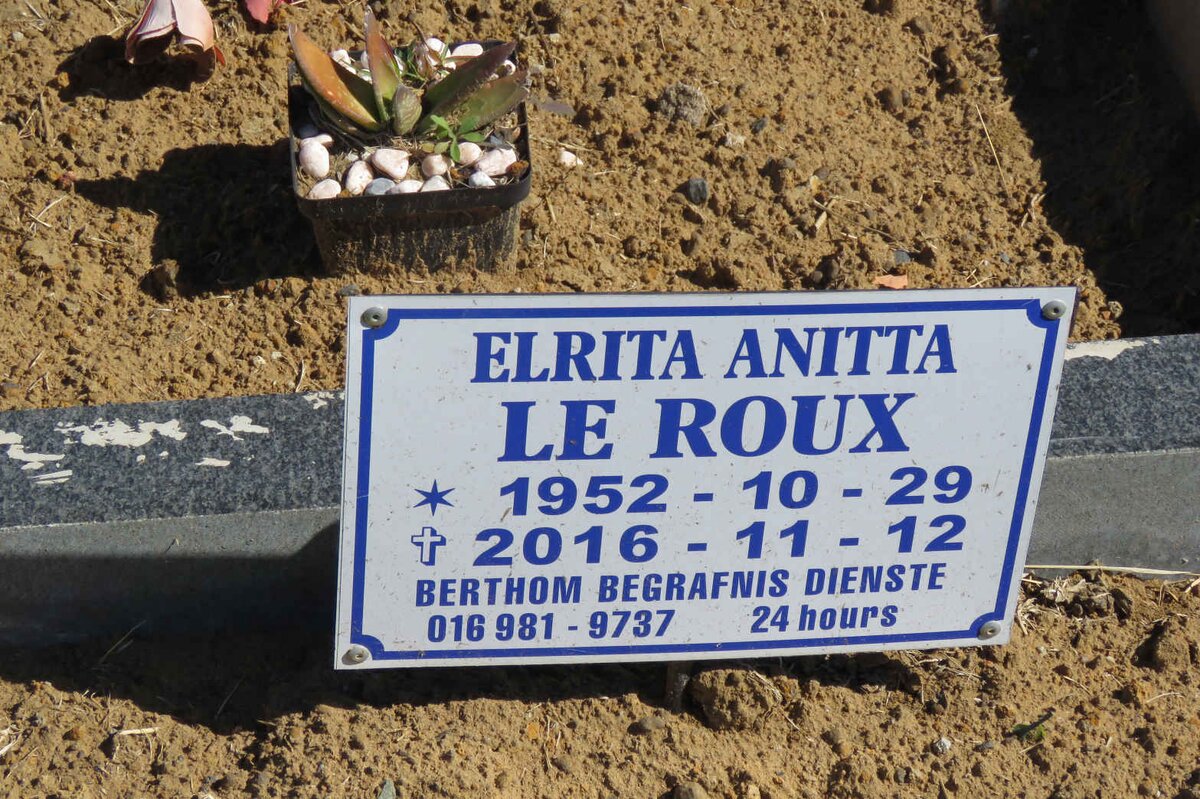 ELRITA ANITTA
LE ROUX
1952 - 10 - 29
2016 - 11 - 12
BERTHOM BEGRAFNIS DIENSTE
016 981 - 9737 24 hours